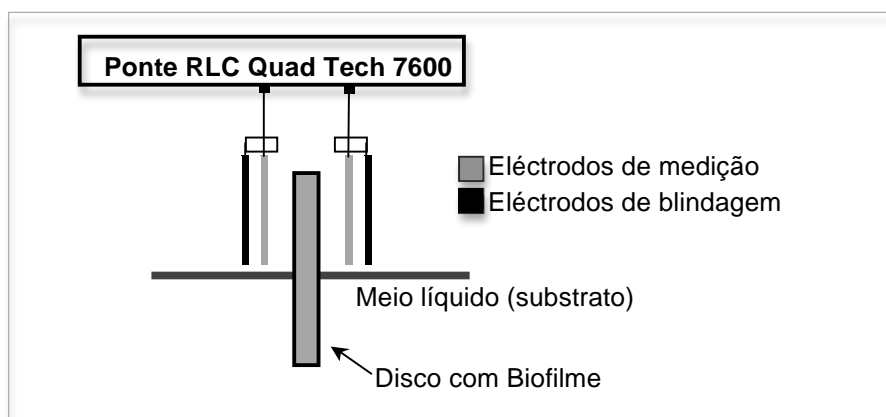 Ponte RLC Quad Tech 7600
Eléctrodos de medição
Eléctrodos de blindagem
Meio líquido (substrato)
Disco com Biofilme